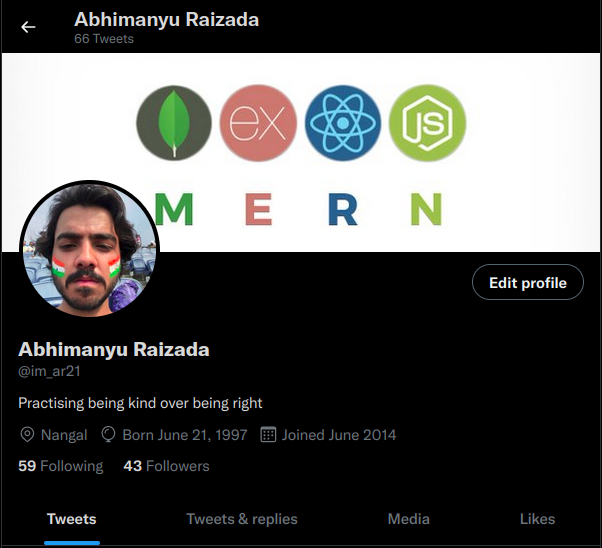 Abhimanyu Raizada
66 Tweets
ex
JS
M E R N
Edit profile
Abhimanyu Raizada
@im_ar21
Practising being kind over being right
Nangal Born June 21, 1997 Joined June 2014
59 Following 43 Followers
Tweets Tweets & replies Media Likes